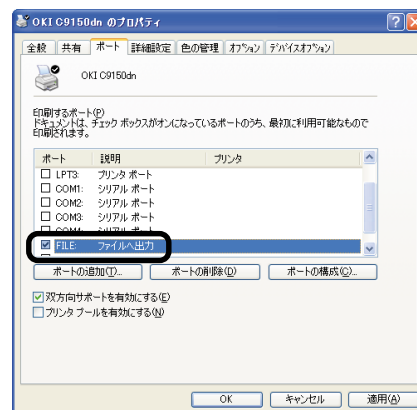 OKI C9150dn のプロパティ
全般 共有 ポート 詳細設定 色の管理 オプション デバイスオプション
OKI C9150dn
印刷するポート(P)
ドキュメントは、チェック ボックスがオンになっているポートのうち、最初に利用可能なもので
印刷されます。
ポート 説明 プリンタ
LPT3: プリンタ ポート
COM1: シリアル ポート
COM2: シリアル ポート
COM3: シリアル ポート
COM4: シリアル ポート
FILE: ファイルへ出力
ポートの追加(T)... ポートの削除(D) ポートの構成(C)...
双方向サポートを有効にする(E)
プリンタ プールを有効にする(N)
OK キャンセル 適用(A)